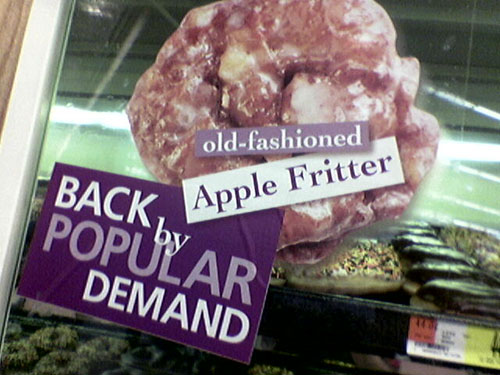 old-fashioned
Apple Fritter
BACK
by
POPULAR
DEMAND